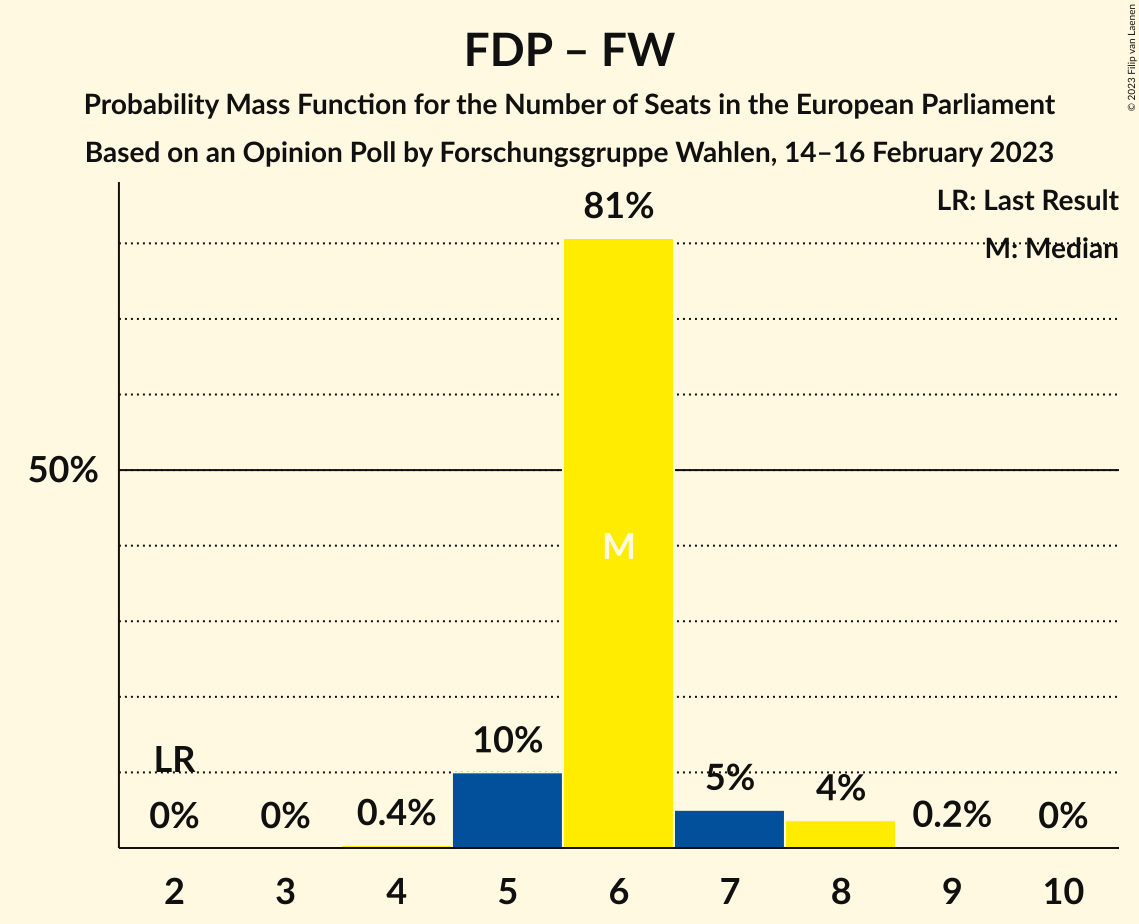 FDP – FW
Probability Mass Function for the Number of Seats in the European Parliament
Based on an Opinion Poll by Forschungsgruppe Wahlen, 14–16 February 2023
© 2023 Filip van Laenen
LR: Last Result
M: Median
81%
50%
M
LR
10%
5%
4%
0%
0%
0.4%
0.2%
0%
2 3 4 5 6 7 8 9 10